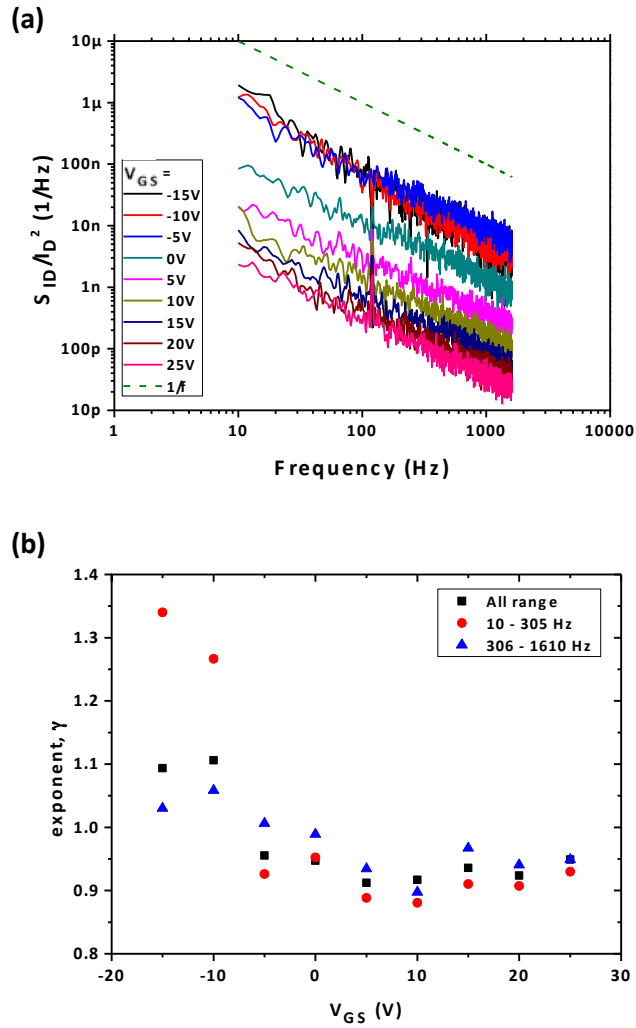 (a)
10μ
1μ
100n
10n
1n
100p
10p
S_ID/I_D^2 (1/Hz)
V_GS =
-15V
-10V
-5V
0V
5V
10V
15V
20V
25V
1/f
1
10
100
1000
10000
Frequency (Hz)
(b)
1.4
1.3
1.2
1.1
1.0
0.9
0.8
exponent, γ
All range
10 - 305 Hz
306 - 1610 Hz
-20
-10
0
10
20
30
V_GS (V)